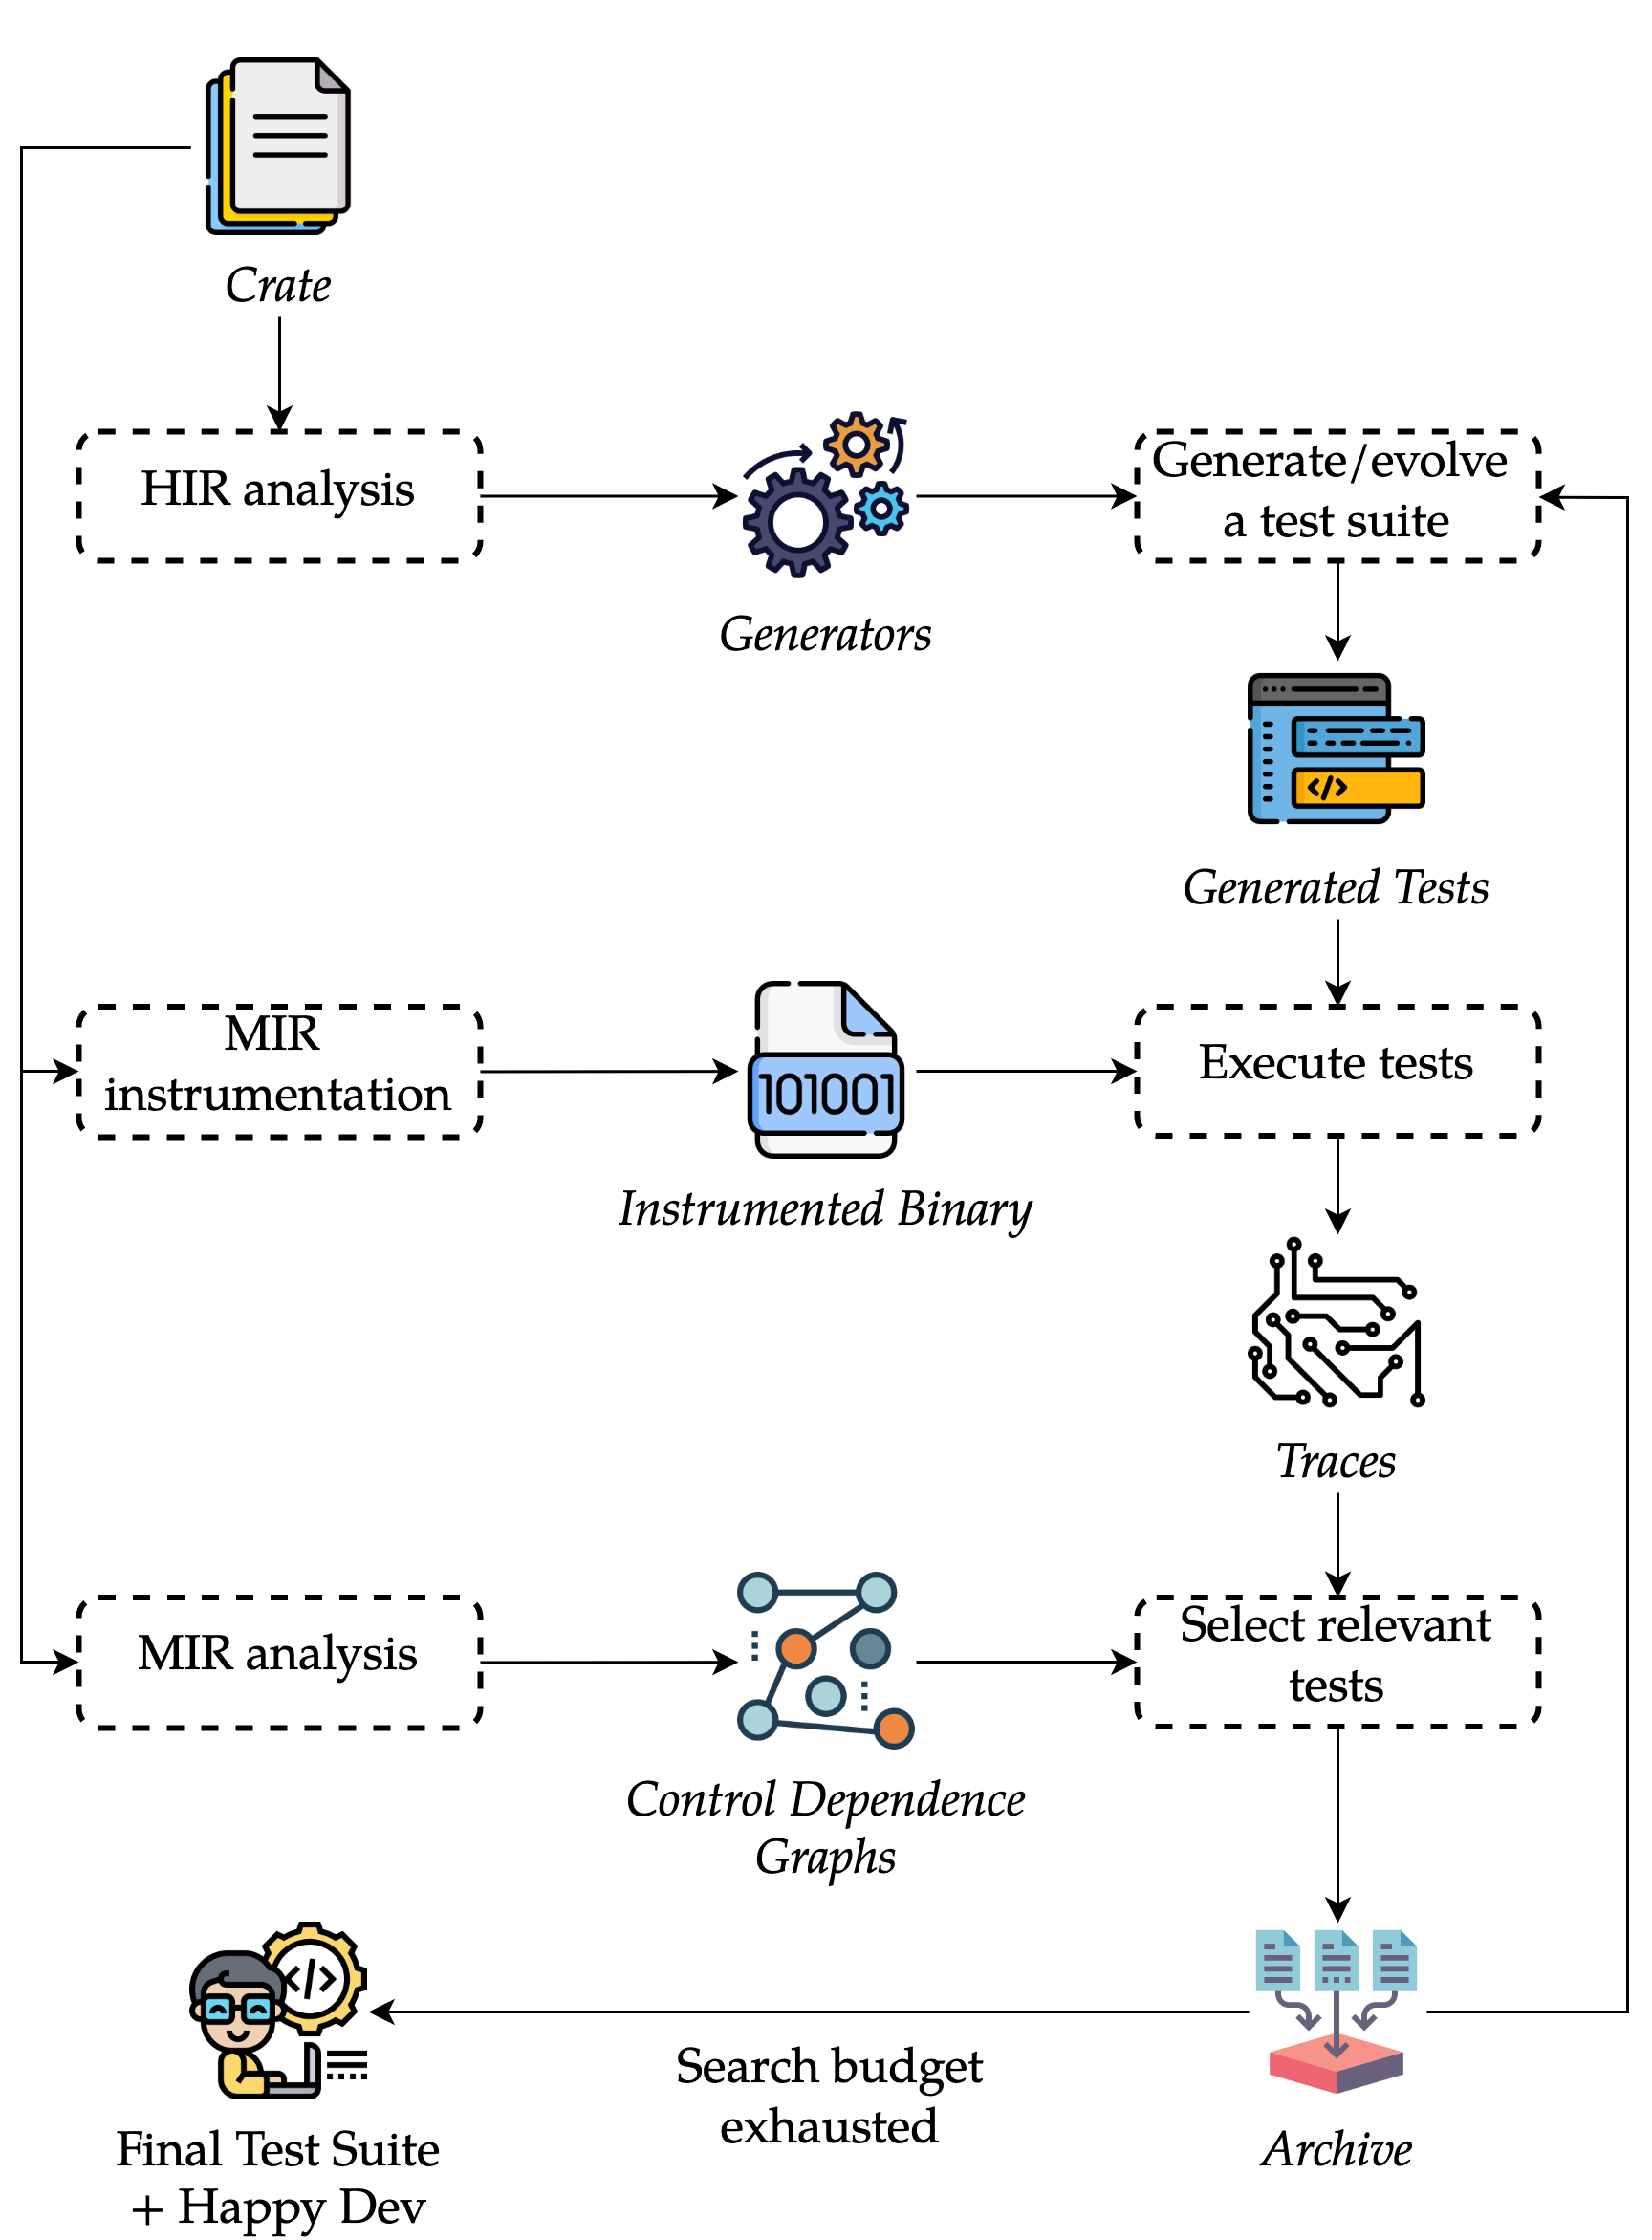 Crate
HIR analysis
Generators
Generate/evolve
a test suite
Generated Tests
MIR
instrumentation
101001
Instrumented Binary
Execute tests
Traces
MIR analysis
Control Dependence
Graphs
Select relevant
tests
</>
Final Test Suite
+ Happy Dev
Search budget
exhausted
Archive